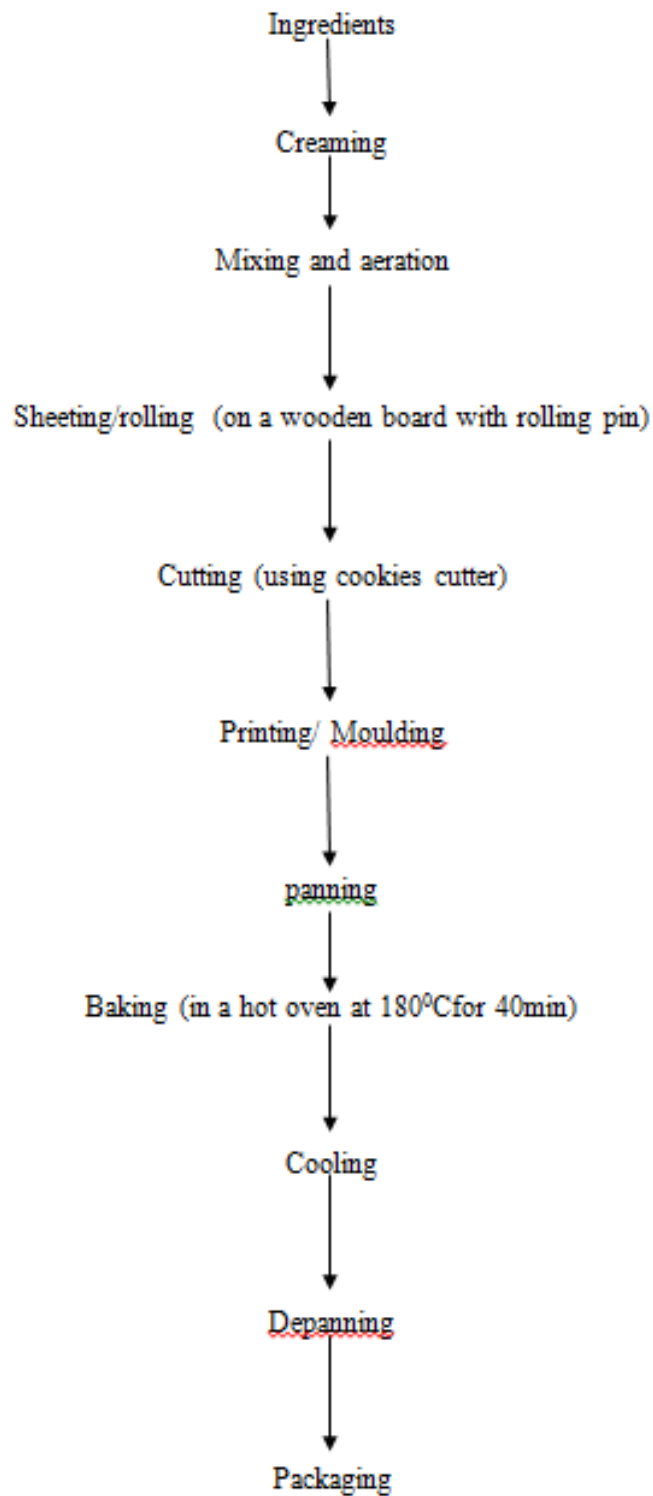 Ingredients
Creaming
Mixing and aeration
Sheeting/rolling (on a wooden board with rolling pin)
Cutting (using cookies cutter)
Printing/ Moulding
panning
Baking (in a hot oven at 180⁰Cfor 40min)
Cooling
Depanning
Packaging